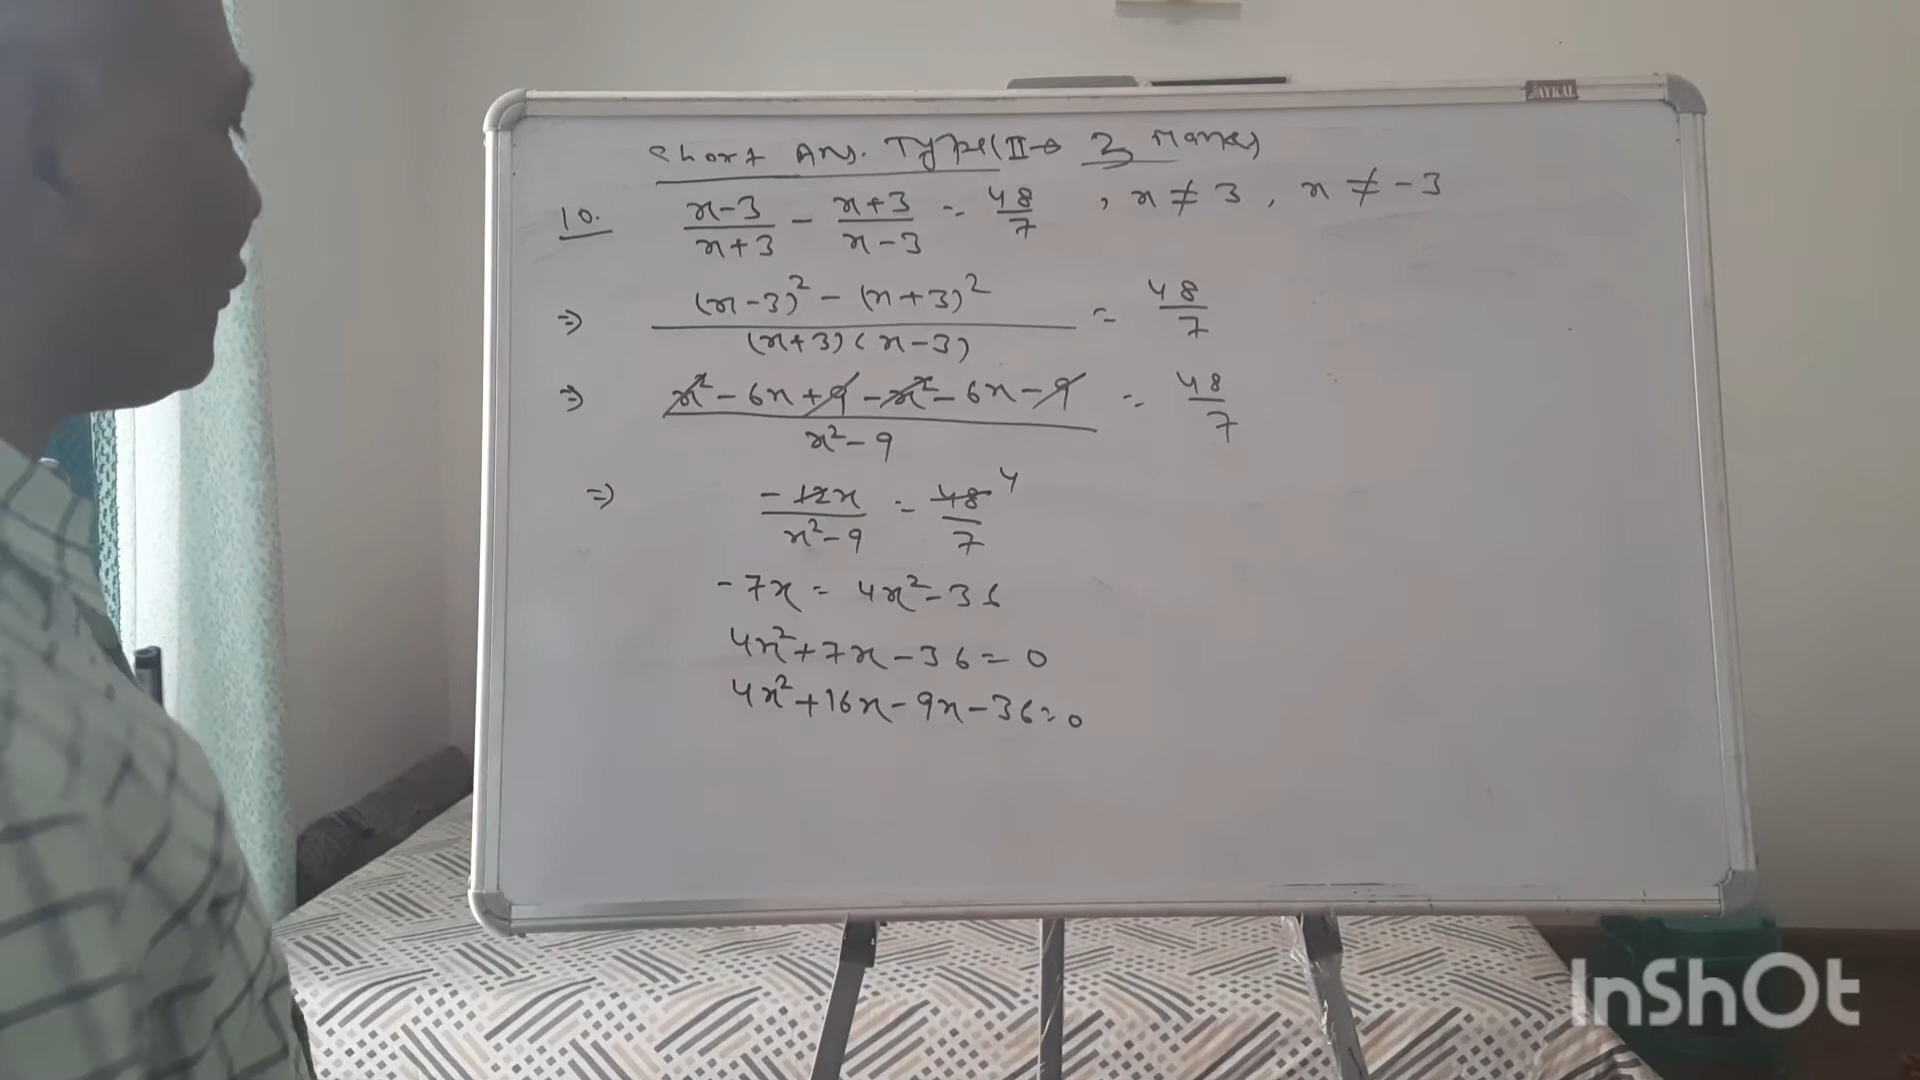 JAYKAL
Short Ans. Type II → 3 Marks
10. x-3/x+3 - x+3/x-3 = 48/7 , x ≠ 3 , x ≠ -3
⇒ (x-3)² - (x+3)²/(x+3)(x-3) = 48/7
⇒ x² - 6x + 9 - x² - 6x - 9/x² - 9 = 48/7
⇒ -12x/x² - 9 = 48/7 4
-7x = 4x² - 36
4x² + 7x - 36 = 0
4x² + 16x - 9x - 36 = 0
InShOt